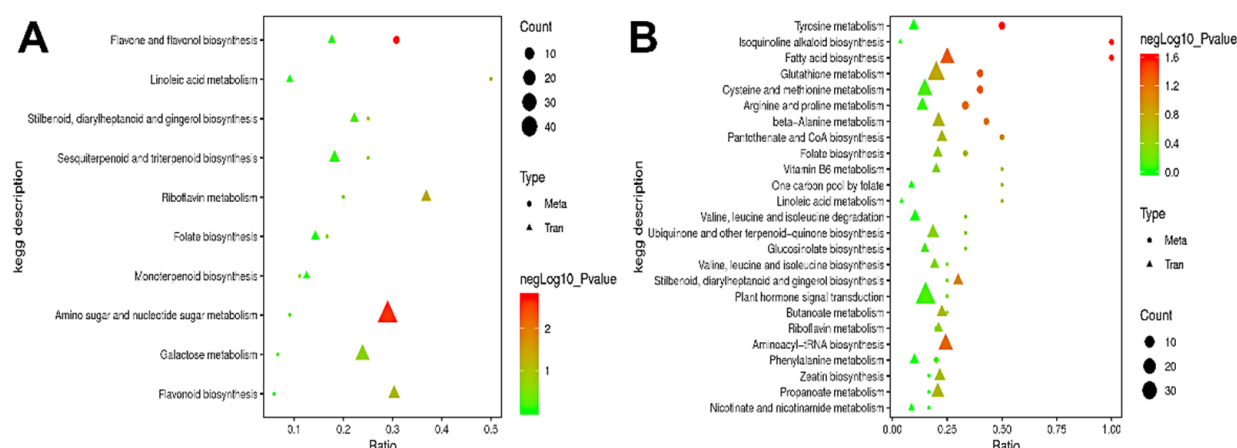 A
Flavone and flavonol biosynthesis
Linoleic acid metabolism
Stilbenoid, diarylheptanoid and gingerol biosynthesis
Sesquiterpenoid and triterpenoid biosynthesis
Riboflavin metabolism
Folate biosynthesis
Monoterpenoid biosynthesis
Amino sugar and nucleotide sugar metabolism
Galactose metabolism
Flavonoid biosynthesis
kegg description
0.1 0.2 0.3 0.4 0.5
Ratio
Count
10
20
30
40
Type
Meta
Tran
negLog10_Pvalue
2
1
B
Tyrosine metabolism
Isoquinoline alkaloid biosynthesis
Fatty acid biosynthesis
Glutathione metabolism
Cysteine and methionine metabolism
Arginine and proline metabolism
beta-Alanine metabolism
Pantothenate and CoA biosynthesis
Folate biosynthesis
Vitamin B6 metabolism
One carbon pool by folate
Linoleic acid metabolism
Valine, leucine and isoleucine degradation
Ubiquinone and other terpenoid-quinone biosynthesis
Glucosinolate biosynthesis
Valine, leucine and isoleucine biosynthesis
Stilbenoid, diarylheptanoid and gingerol biosynthesis
Plant hormone signal transduction
Butanoate metabolism
Riboflavin metabolism
Aminoacyl-tRNA biosynthesis
Phenylalanine metabolism
Zeatin biosynthesis
Propanoate metabolism
Nicotinate and nicotinamide metabolism
kegg description
0.00 0.25 0.50 0.75 1.00
Ratio
negLog10_Pvalue
1.6
1.2
0.8
0.4
0.0
Type
Meta
Tran
Count
10
20
30